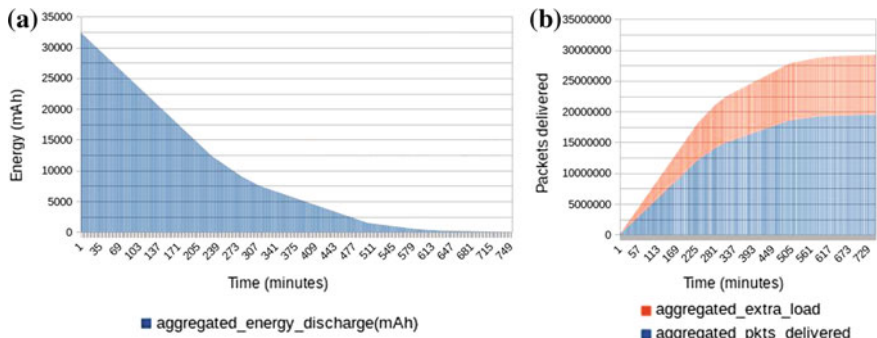 (a)
Energy (mAh)
35000
30000
25000
20000
15000
10000
5000
0
1 35 69 103 137 171 205 239 273 307 341 375 409 443 477 511 545 579 613 647 681 715 749
Time (minutes)
aggregated_energy_discharge(mAh)
(b)
Packets delivered
35000000
30000000
25000000
20000000
15000000
10000000
5000000
0
1 57 113 169 225 281 337 393 449 505 561 617 673 729
Time (minutes)
aggregated_extra_load
aggregated_pkts_delivered